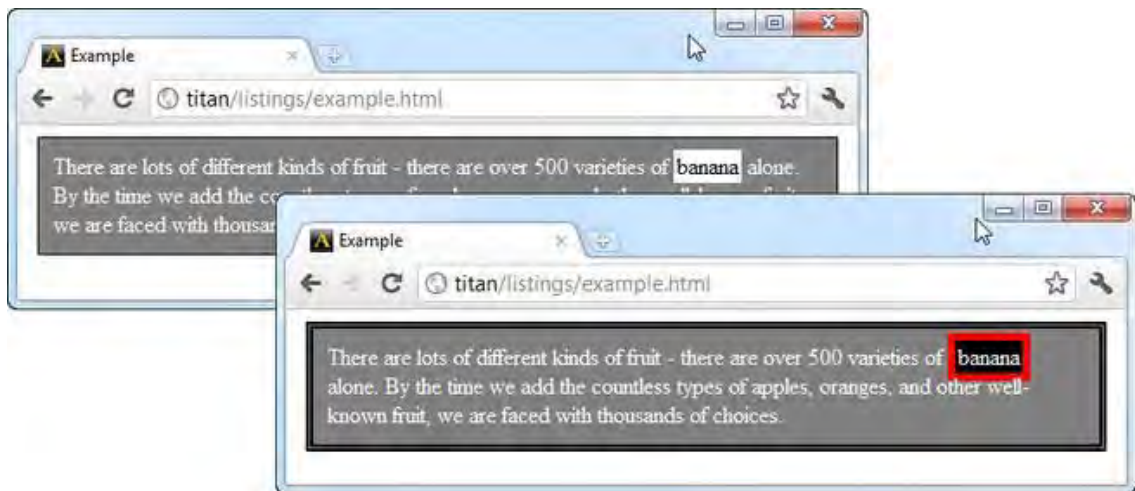 Example
titan/listings/example.html
There are lots of different kinds of fruit - there are over 500 varieties of banana alone.
By the time we add the
we are faced with
Example
titan/listings/example.html
There are lots of different kinds of fruit - there are over 500 varieties of banana
alone. By the time we add the countless types of apples, oranges, and other well-
known fruit, we are faced with thousands of choices.